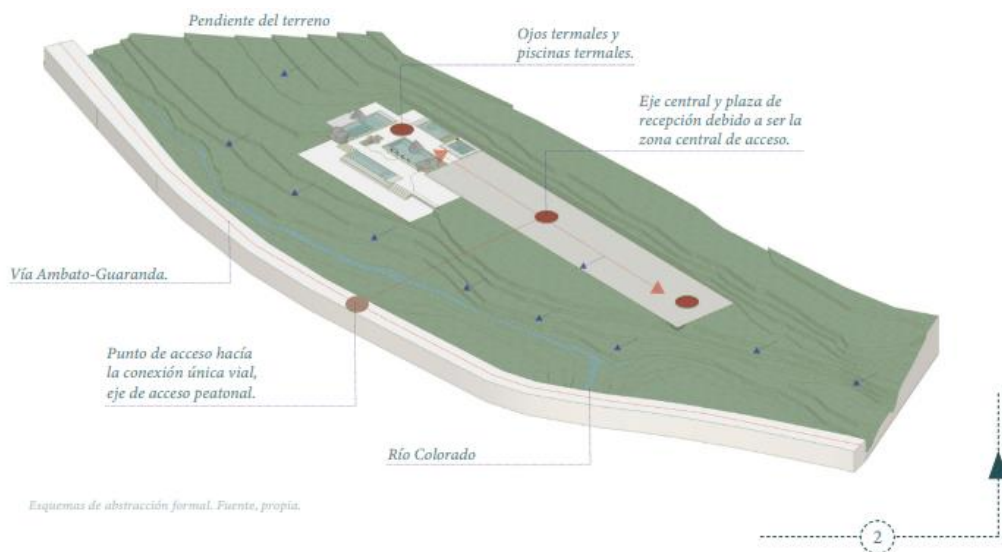 Pendiente del terreno
Ojos termales y
piscinas termales.
Eje central y plaza de
recepción debido a ser la
zona central de acceso.
Vía Ambato-Guaranda.
Punto de acceso hacía
la conexión única vial,
eje de acceso peatonal.
Río Colorado
Esquemas de abstracción formal. Fuente, propia.
2